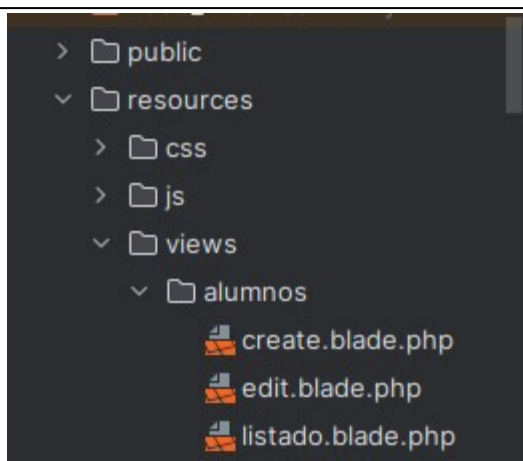 public
resources
css
js
views
alumnos
create.blade.php
edit.blade.php
listado.blade.php